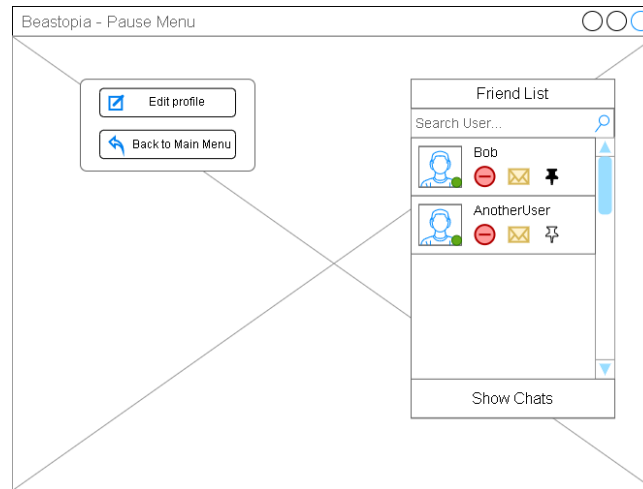 Beastopia - Pause Menu
Edit profile
Back to Main Menu
Friend List
Search User...
Bob
AnotherUser
Show Chats